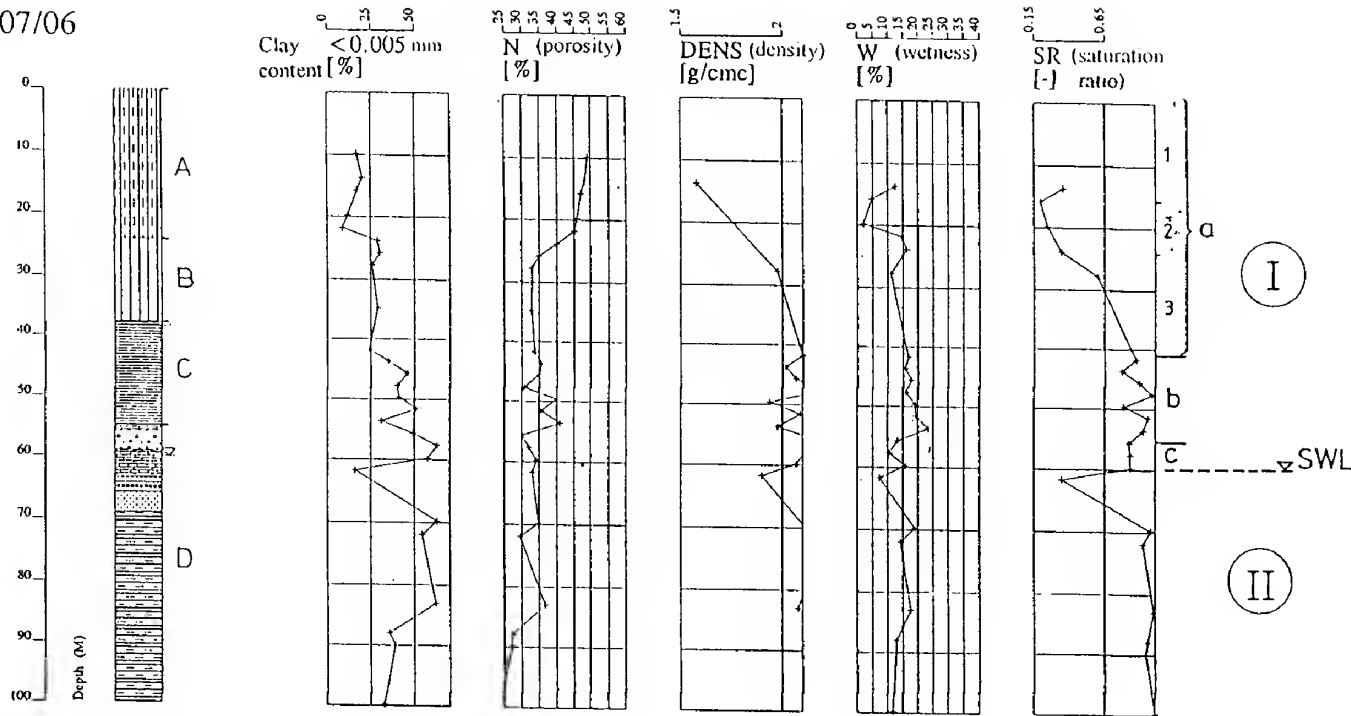 07/06
0 25 50
Clay <0.005 mm
content [%]
25 30 35 40 45 50 55 60
N (porosity)
[%]
1.5 2
DENS (density)
[g/cmc]
0 5 10 15 20 25 30 35 40
W (wetness)
[%]
0.15 0.65
SR (saturation
[-] ratio)
0
10
20
30
40
50
60
70
80
90
100
Depth (M)
A
B
C
D
1
2
3
a
b
c
SWL
I
II